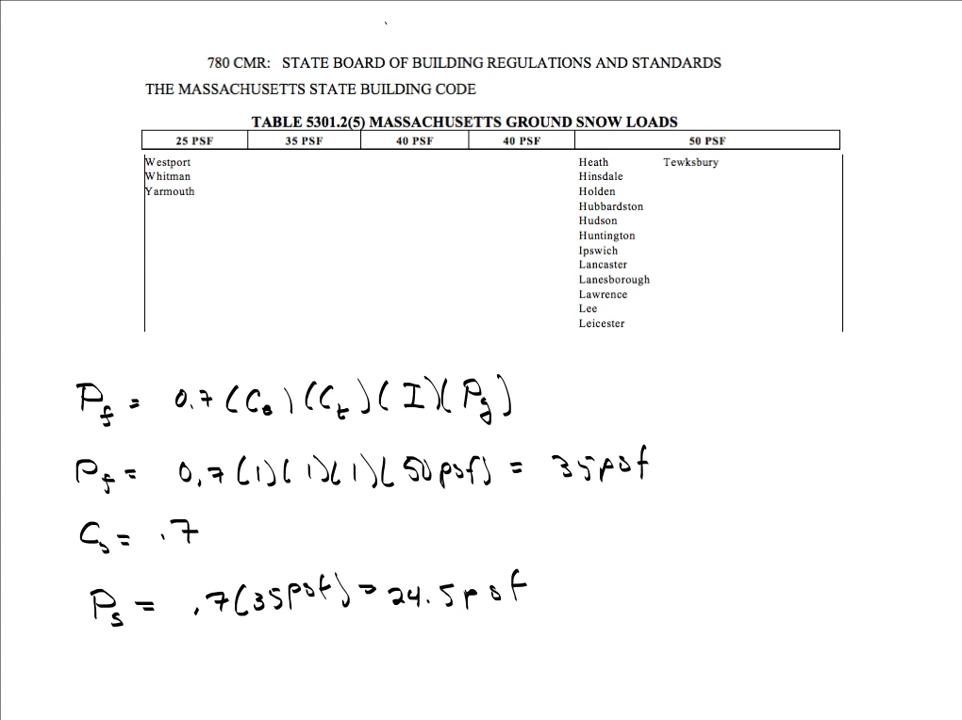 780 CMR: STATE BOARD OF BUILDING REGULATIONS AND STANDARDS
THE MASSACHUSETTS STATE BUILDING CODE
TABLE 5301.2(5) MASSACHUSETTS GROUND SNOW LOADS
25 PSF 35 PSF 40 PSF 40 PSF 50 PSF
Westport Heath Tewksbury
Whitman Hinsdale
Yarmouth Holden
Hubbardston
Hudson
Huntington
Ipswich
Lancaster
Lanesborough
Lawrence
Lee
Leicester
Pf = 0.7 (Ce) (Ct) (I)(Pg)
Pf = 0.7 (1)(1)(1)(50psf) = 35psf
Cs = .7
Ps = .7(35psf) = 24.5psf